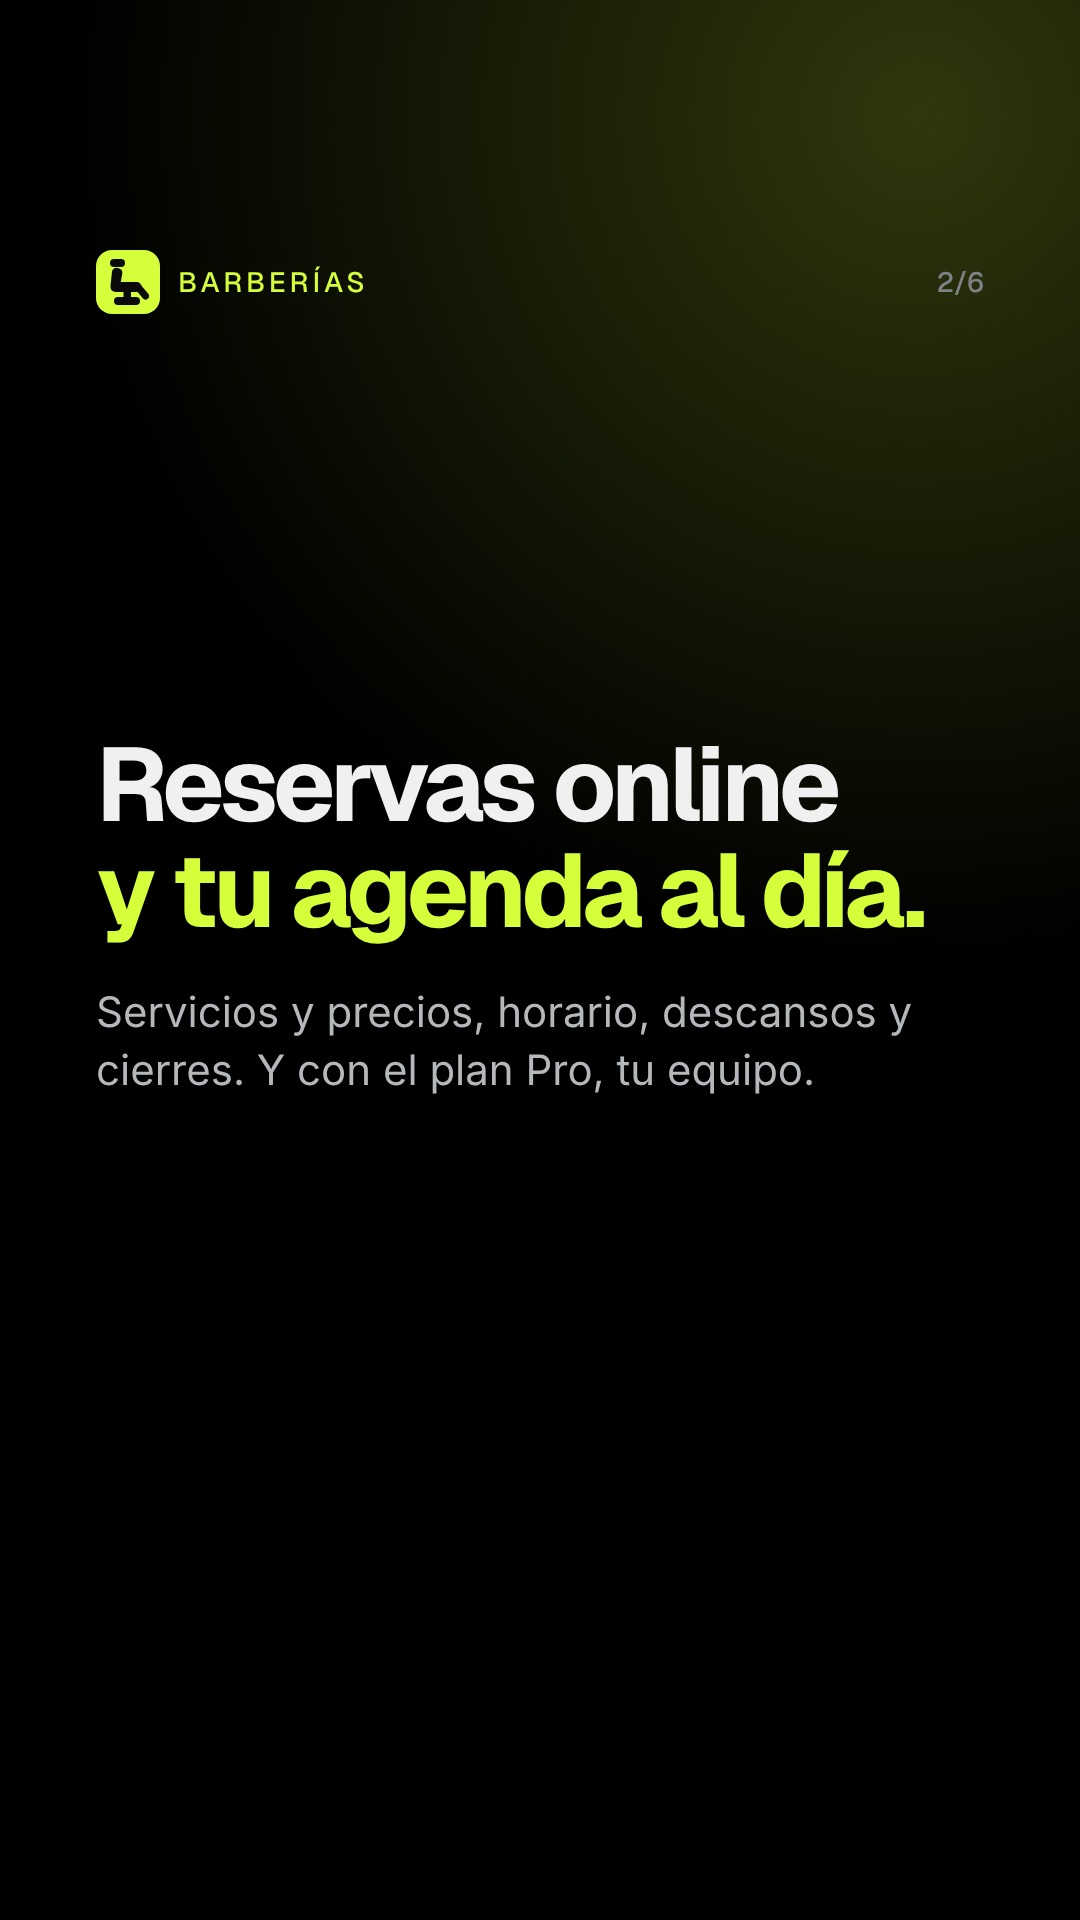 BARBERÍAS
2/6
Reservas online
y tu agenda al día.
Servicios y precios, horario, descansos y
cierres. Y con el plan Pro, tu equipo.